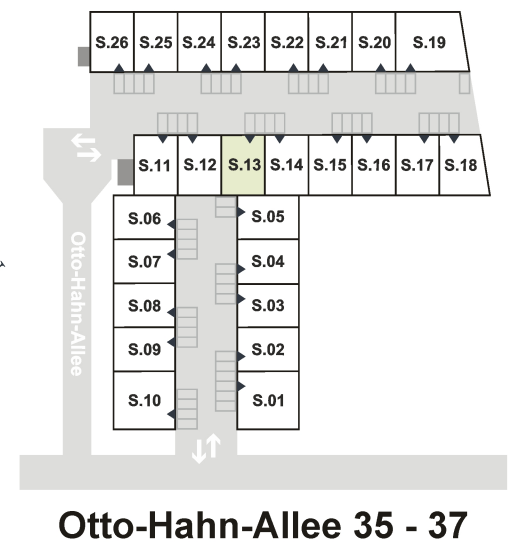 S.26 S.25 S.24 S.23 S.22 S.21 S.20 S.19
S.11 S.12 S.13 S.14 S.15 S.16 S.17 S.18
S.06 S.05
S.07 S.04
S.08 S.03
S.09 S.02
S.10 S.01
Otto-Hahn-Allee
Otto-Hahn-Allee 35 - 37